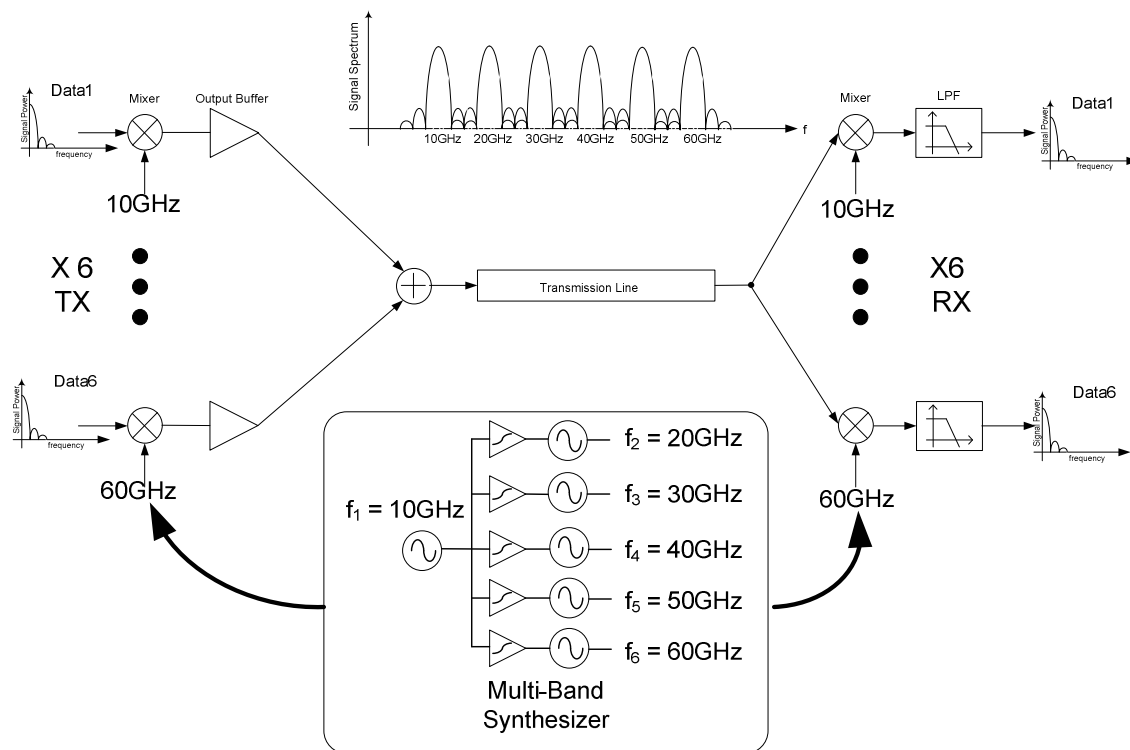 Signal Spectrum
f
10GHz 20GHz 30GHz 40GHz 50GHz 60GHz
Data1
Mixer
Output Buffer
Signal Power
frequency
10GHz
X 6
TX
Data6
Signal Power
frequency
60GHz
Transmission Line
Mixer
LPF
Data1
Signal Power
frequency
10GHz
X6
RX
Data6
Signal Power
frequency
60GHz
f1 = 10GHz
f2 = 20GHz
f3 = 30GHz
f4 = 40GHz
f5 = 50GHz
f6 = 60GHz
Multi-Band
Synthesizer